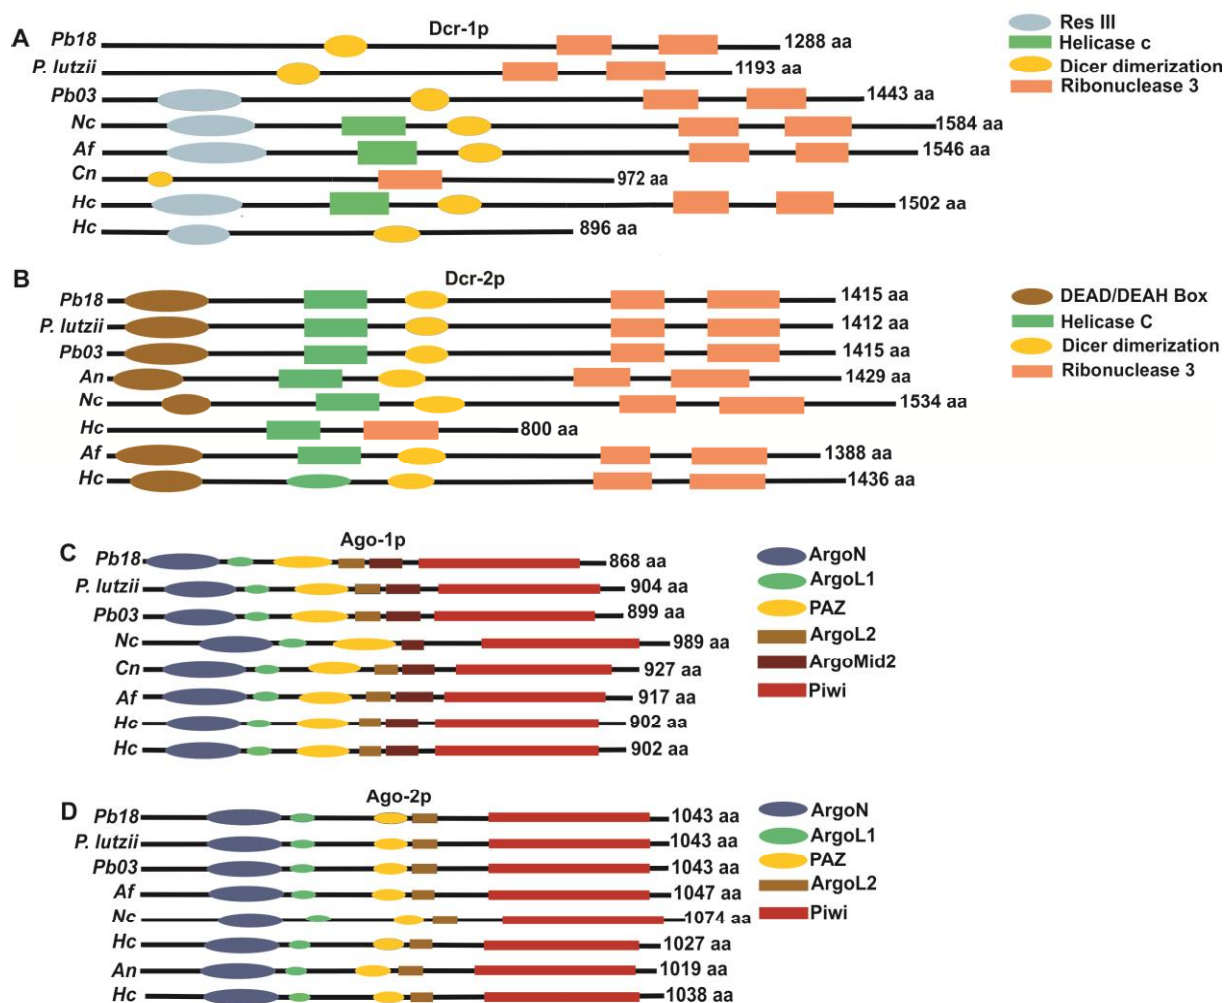 A
Dcr-1p
Pb18 1288 aa
P. lutzii 1193 aa
Pb03 1443 aa
Nc 1584 aa
Af 1546 aa
Cn 972 aa
Hc 1502 aa
Hc 896 aa
Res III
Helicase c
Dicer dimerization
Ribonuclease 3
B
Dcr-2p
Pb18 1415 aa
P. lutzii 1412 aa
Pb03 1415 aa
An 1429 aa
Nc 1534 aa
Hc 800 aa
Af 1388 aa
Hc 1436 aa
DEAD/DEAH Box
Helicase C
Dicer dimerization
Ribonuclease 3
C
Ago-1p
Pb18 868 aa
P. lutzii 904 aa
Pb03 899 aa
Nc 989 aa
Cn 927 aa
Af 917 aa
Hc 902 aa
Hc 902 aa
ArgoN
ArgoL1
PAZ
ArgoL2
ArgoMid2
Piwi
D
Ago-2p
Pb18 1043 aa
P. lutzii 1043 aa
Pb03 1043 aa
Af 1047 aa
Nc 1074 aa
Hc 1027 aa
An 1019 aa
Hc 1038 aa
ArgoN
ArgoL1
PAZ
ArgoL2
Piwi